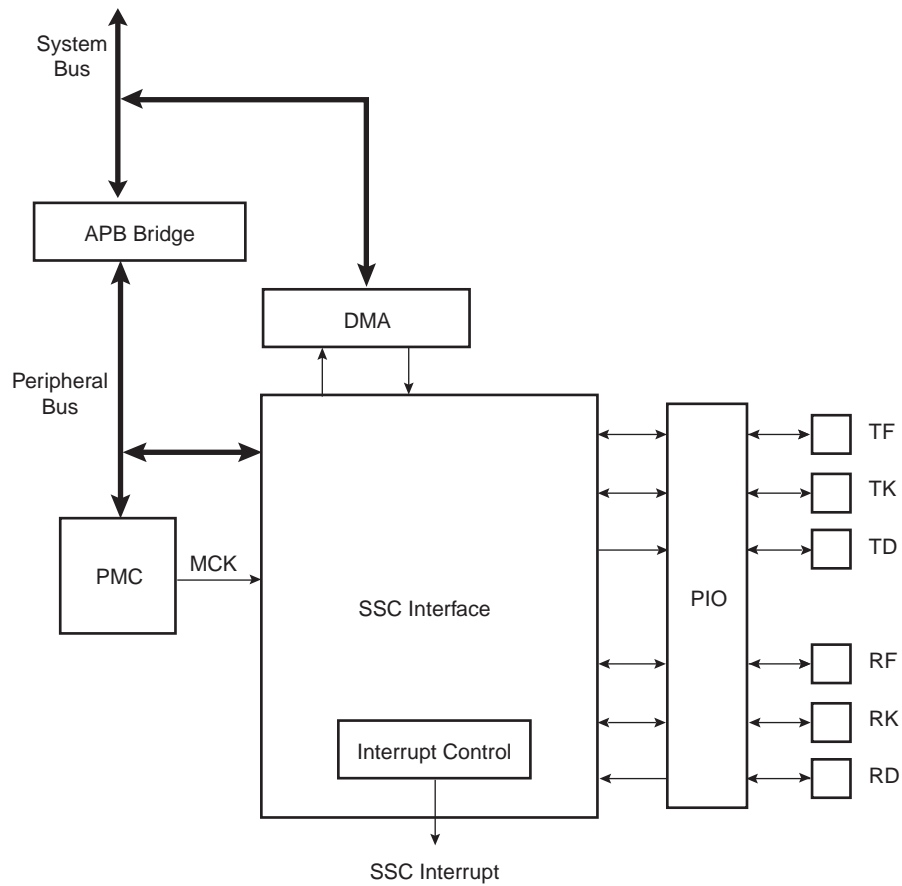 System
Bus
APB Bridge
DMA
Peripheral
Bus
PMC
MCK
SSC Interface
Interrupt Control
SSC Interrupt
PIO
TF
TK
TD
RF
RK
RD